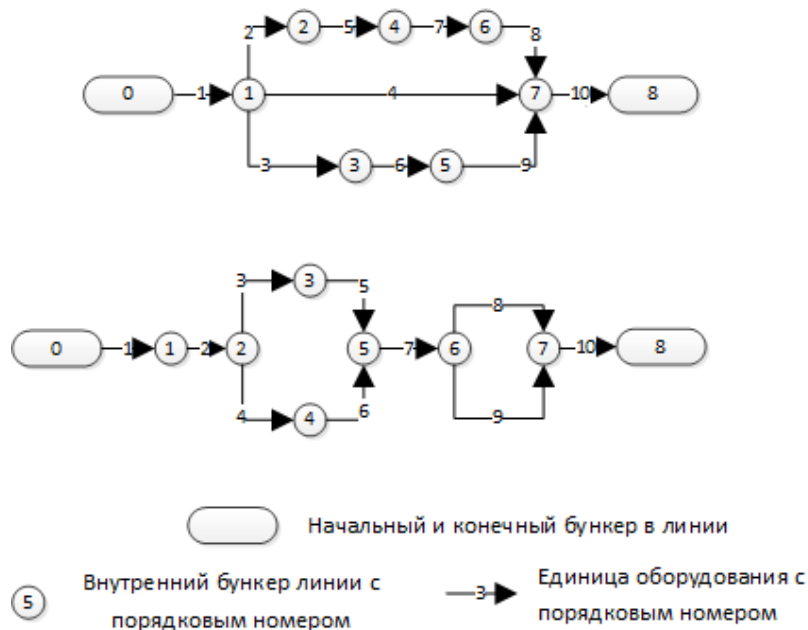 2 2 5 4 7 6 8
0 1 1 4 7 10 8
3 3 6 5 9
3 3 5
0 1 1 2 2 5 7 6 8 7 10 8
4 4 6 9
Начальный и конечный бункер в линии
5 Внутренний бункер линии с
порядковым номером
3 Единица оборудования с
порядковым номером